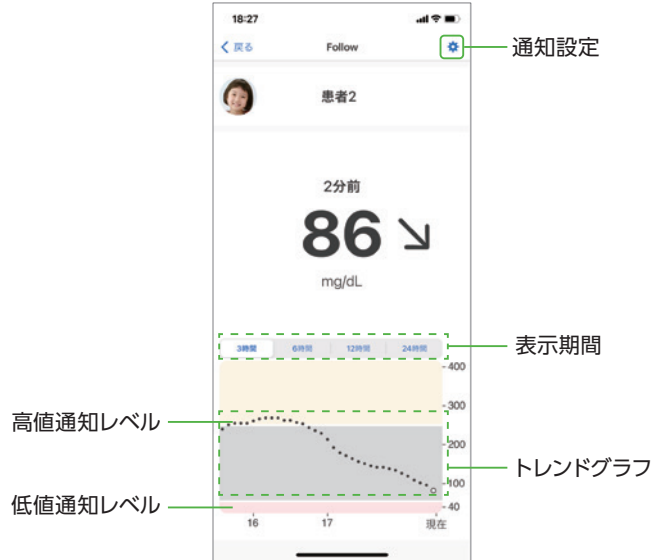 18:27
戻る
Follow
通知設定
患者2
2分前
86
mg/dL
3時間
6時間
12時間
24時間
表示期間
400
300
高値通知レベル
200
トレンドグラフ
100
低値通知レベル
40
16
17
現在